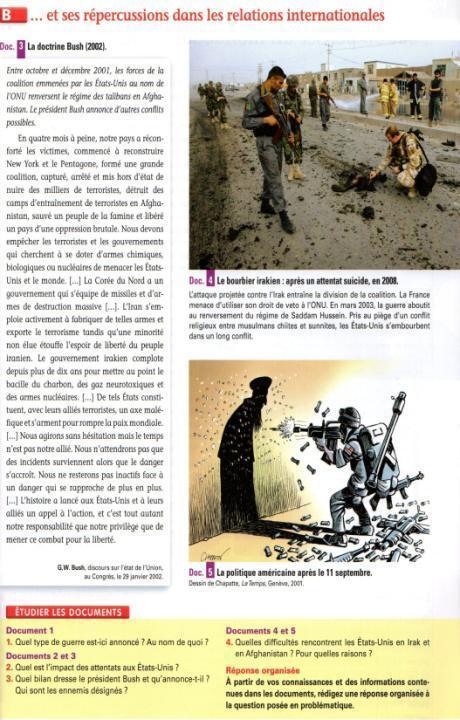 B ... et ses répercussions dans les relations internationales
Doc. 3 La doctrine Bush (2002).
Entre octobre et décembre 2001, les forces de la
coalition emmenées par les États-Unis au nom de
l'ONU renversent le régime des talibans en Afgha-
nistan. Le président Bush annonce d'autres conflits
possibles.
En quatre mois à peine, notre pays a récon-
forté les victimes, commencé à reconstruire
New York et le Pentagone, formé une grande
coalition, capturé, arrêté et mis hors d'état de
nuire des milliers de terroristes, détruit des
camps d'entraînement de terroristes en Afgha-
nistan, sauvé un peuple de la famine et libéré
un pays d'une oppression brutale. Nous devons
empêcher les terroristes et les gouvernements
qui cherchent à se doter d'armes chimiques,
biologiques ou nucléaires de menacer les États-
Unis et le monde. [...] La Corée du Nord a un
gouvernement qui s'équipe de missiles et d'ar-
mes de destruction massive [...]. L'Iran s'em-
ploie activement à fabriquer de telles armes et
exporte le terrorisme tandis qu'une minorité
non élue étouffe l'espoir de liberté du peuple
iranien. Le gouvernement irakien complote
depuis plus de dix ans pour mettre au point le
bacille du charbon, des gaz neurotoxiques et
des armes nucléaires. [...] De tels États consti-
tuent, avec leurs alliés terroristes, un axe malé-
fique et s'arment pour rompre la paix mondiale.
[...] Nous agirons sans hésitation mais le temps
n'est pas notre allié. Nous n'attendrons pas que
des incidents surviennent alors que le danger
s'accroît. Nous ne resterons pas inactifs face à
un danger qui se rapproche de plus en plus.
[...] L'histoire a lancé aux États-Unis et à leurs
alliés un appel à l'action, et c'est tout autant
notre responsabilité que notre privilège que de
mener ce combat pour la liberté.
G.W. Bush, discours sur l'état de l'Union,
au Congrès, le 29 janvier 2002.
Doc. 4 Le bourbier irakien : après un attentat suicide, en 2008.
L'attaque projetée contre l'Irak entraîne la division de la coalition. La France
menace d'utiliser son droit de veto à l'ONU. En mars 2003, la guerre aboutit
au renversement du régime de Saddam Hussein. Pris au piège d'un conflit
religieux entre musulmans chiites et sunnites, les États-Unis s'embourbent
dans un long conflit.
Doc. 5 La politique américaine après le 11 septembre.
Dessin de Chapatte, Le Temps, Genève, 2001.
ÉTUDIER LES DOCUMENTS
Document 1
1. Quel type de guerre est-ici annoncé ? Au nom de quoi ?
Documents 2 et 3
2. Quel est l'impact des attentats aux États-Unis ?
3. Quel bilan dresse le président Bush et qu'annonce-t-il ?
Qui sont les ennemis désignés ?
Documents 4 et 5
4. Quelles difficultés rencontrent les États-Unis en Irak et
en Afghanistan ? Pour quelles raisons ?
Réponse organisée
À partir de vos connaissances et des informations conte-
nues dans les documents, rédigez une réponse organisée à
la question posée en problématique.